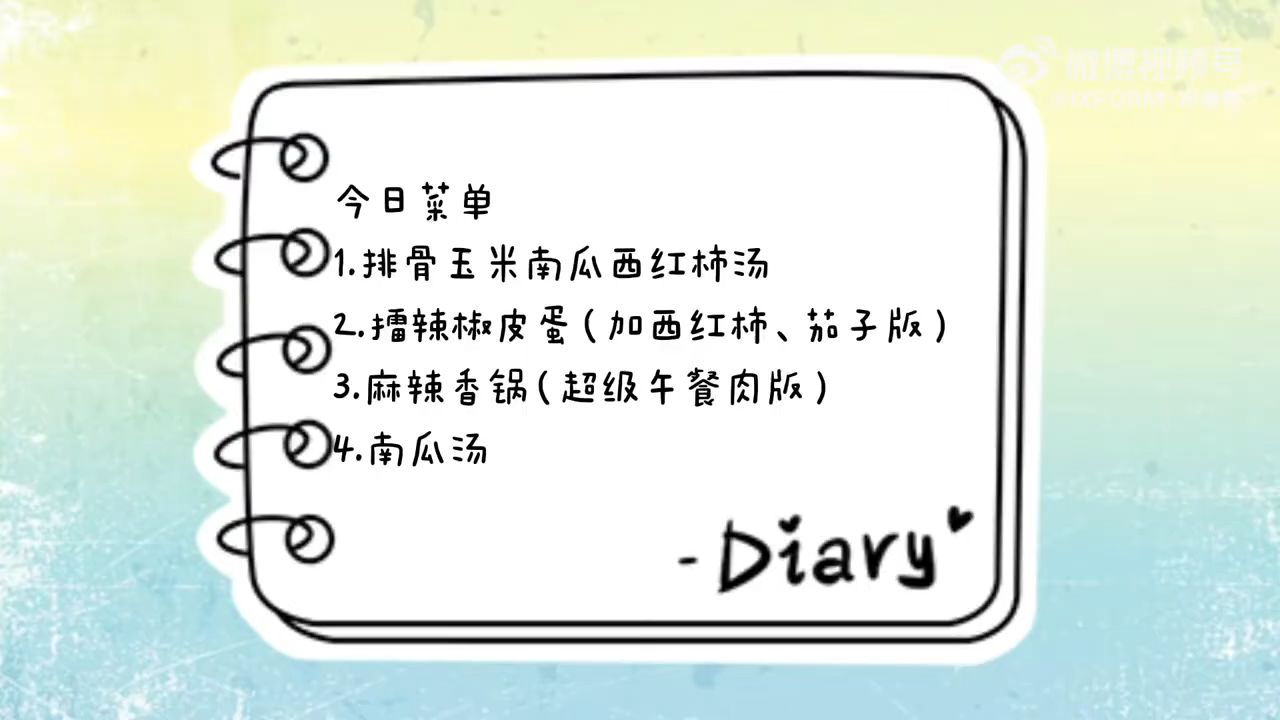 微博视频号
今日菜单
1.排骨玉米南瓜西红柿汤
2.擂辣椒皮蛋(加西红柿、茄子版)
3.麻辣香锅(超级午餐肉版)
4.南瓜汤
-Diary